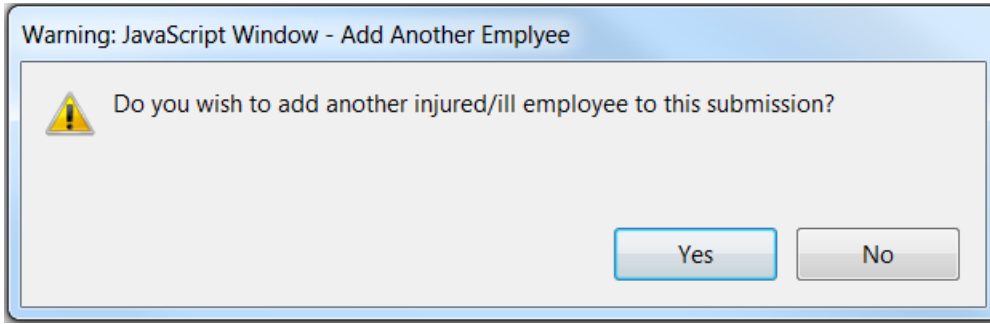 Warning: JavaScript Window - Add Another Emplyee
Do you wish to add another injured/ill employee to this submission?
Yes No